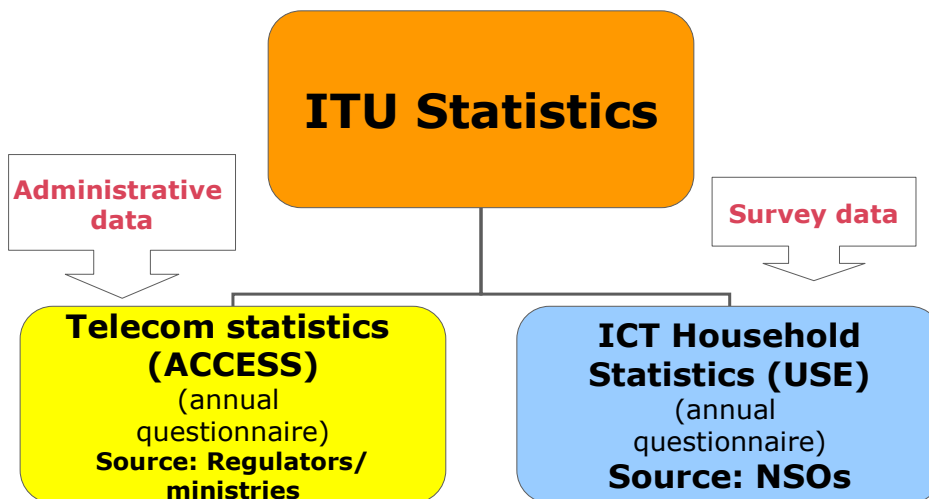 ITU Statistics
Administrative
data
Survey data
Telecom statistics
(ACCESS)
(annual
questionnaire)
Source: Regulators/
ministries
ICT Household
Statistics (USE)
(annual
questionnaire)
Source: NSOs